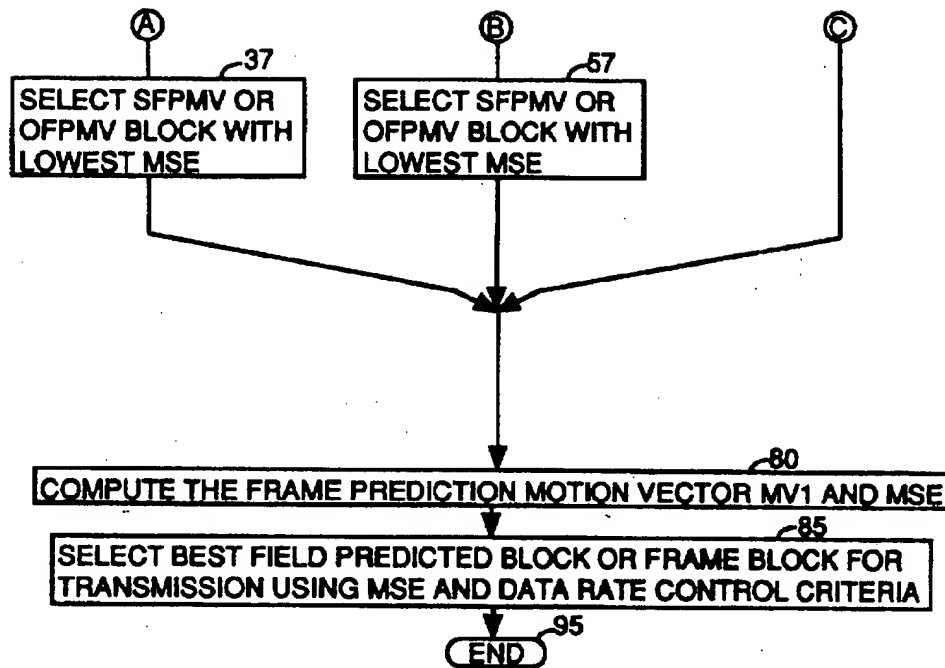 A
B
C
37
57
SELECT SFPMV OR
OFPMV BLOCK WITH
LOWEST MSE
SELECT SFPMV OR
OFPMV BLOCK WITH
LOWEST MSE
80
COMPUTE THE FRAME PREDICTION MOTION VECTOR MV1 AND MSE
85
SELECT BEST FIELD PREDICTED BLOCK OR FRAME BLOCK FOR
TRANSMISSION USING MSE AND DATA RATE CONTROL CRITERIA
95
END